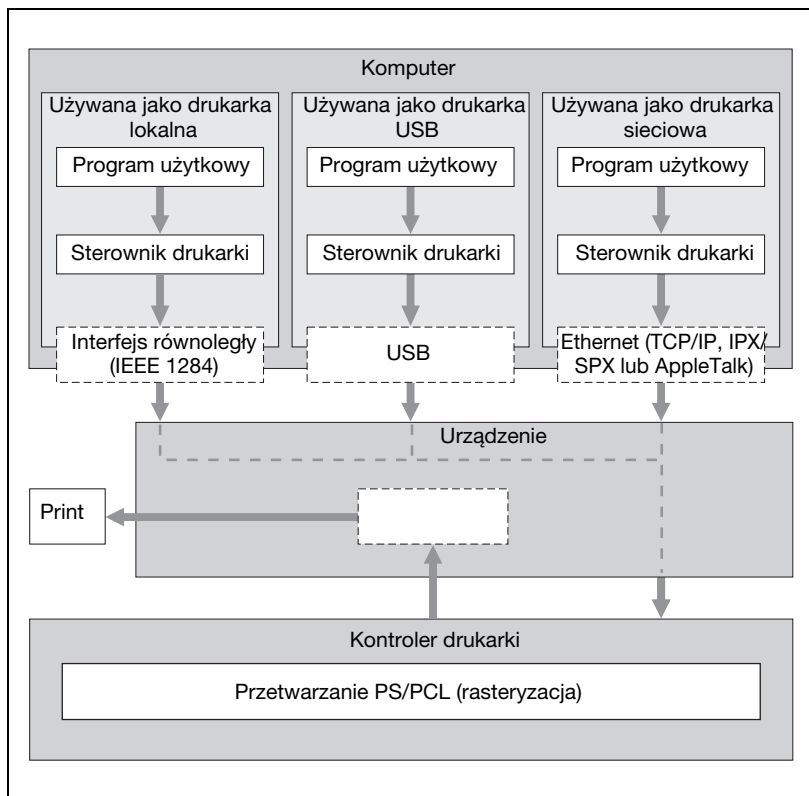 Komputer
Używana jako drukarka
lokalna
Program użytkowy
Sterownik drukarki
Interfejs równoległy
(IEEE 1284)
Używana jako drukarka
USB
Program użytkowy
Sterownik drukarki
USB
Używana jako drukarka
sieciowa
Program użytkowy
Sterownik drukarki
Ethernet (TCP/IP, IPX/
SPX lub AppleTalk)
Urządzenie
Print
Kontroler drukarki
Przetwarzanie PS/PCL (rasteryzacja)